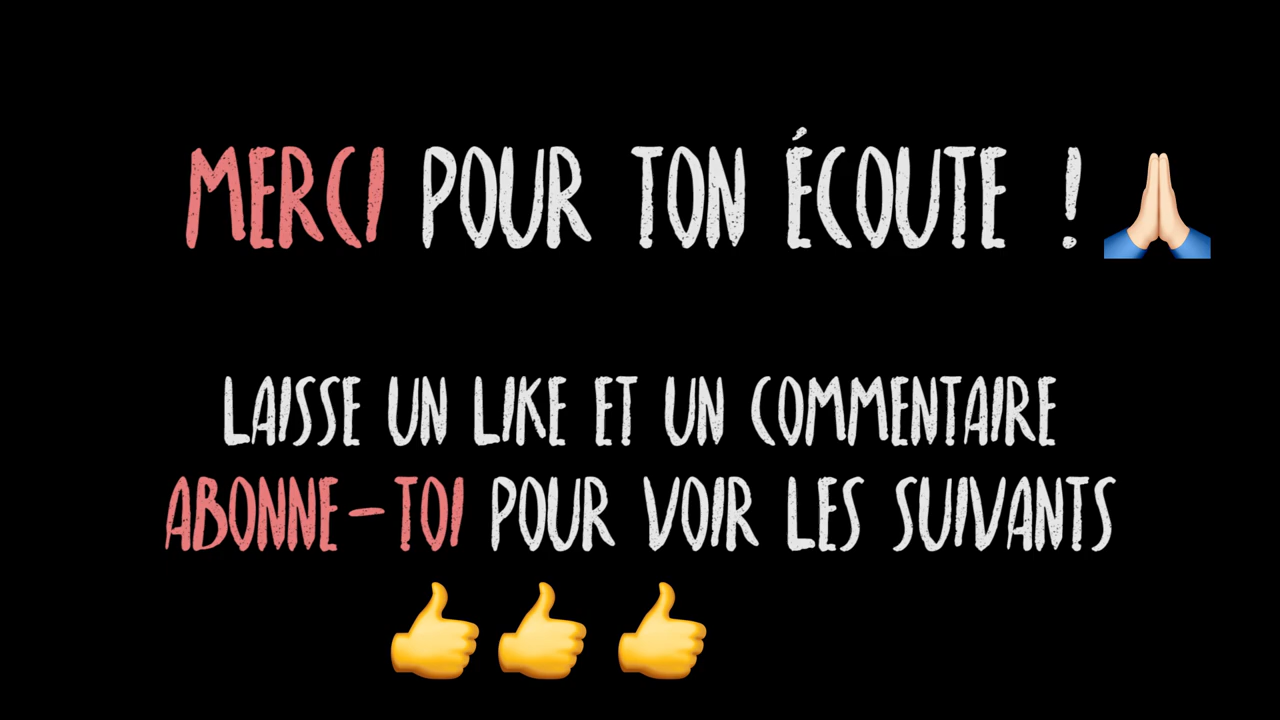 MERCI POUR TON ÉCOUTE ! 🙏🏻
LAISSE UN LIKE ET UN COMMENTAIRE
ABONNE-TOI POUR VOIR LES SUIVANTS
👍👍👍